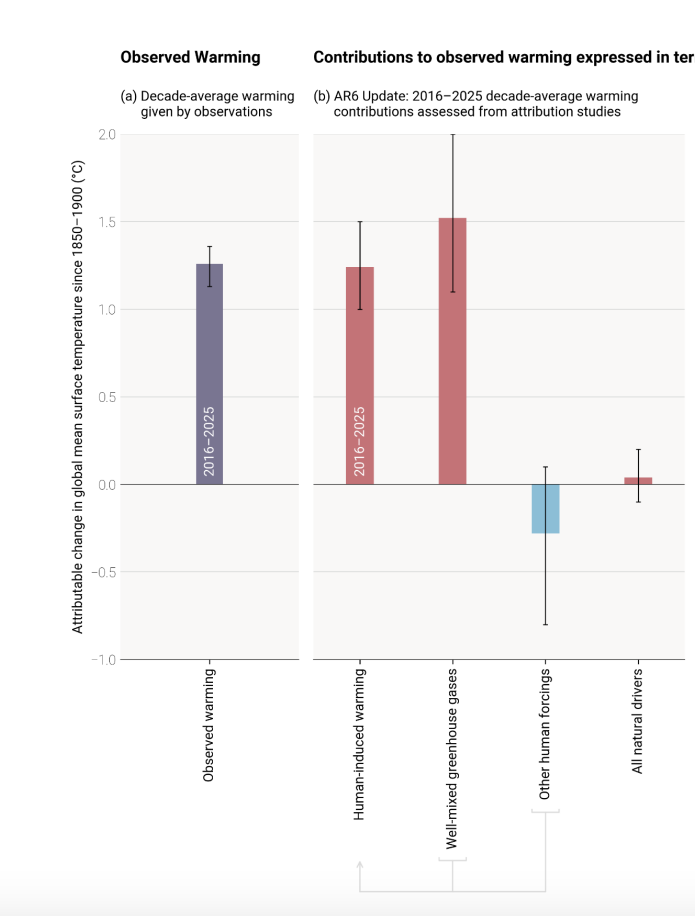 Observed Warming
Contributions to observed warming expressed in ter
(a) Decade-average warming
given by observations
(b) AR6 Update: 2016–2025 decade-average warming
contributions assessed from attribution studies
Attributable change in global mean surface temperature since 1850–1900 (°C)
2.0
1.5
1.0
0.5
0.0
−0.5
−1.0
2016–2025
2016–2025
Observed warming
Human-induced warming
Well-mixed greenhouse gases
Other human forcings
All natural drivers